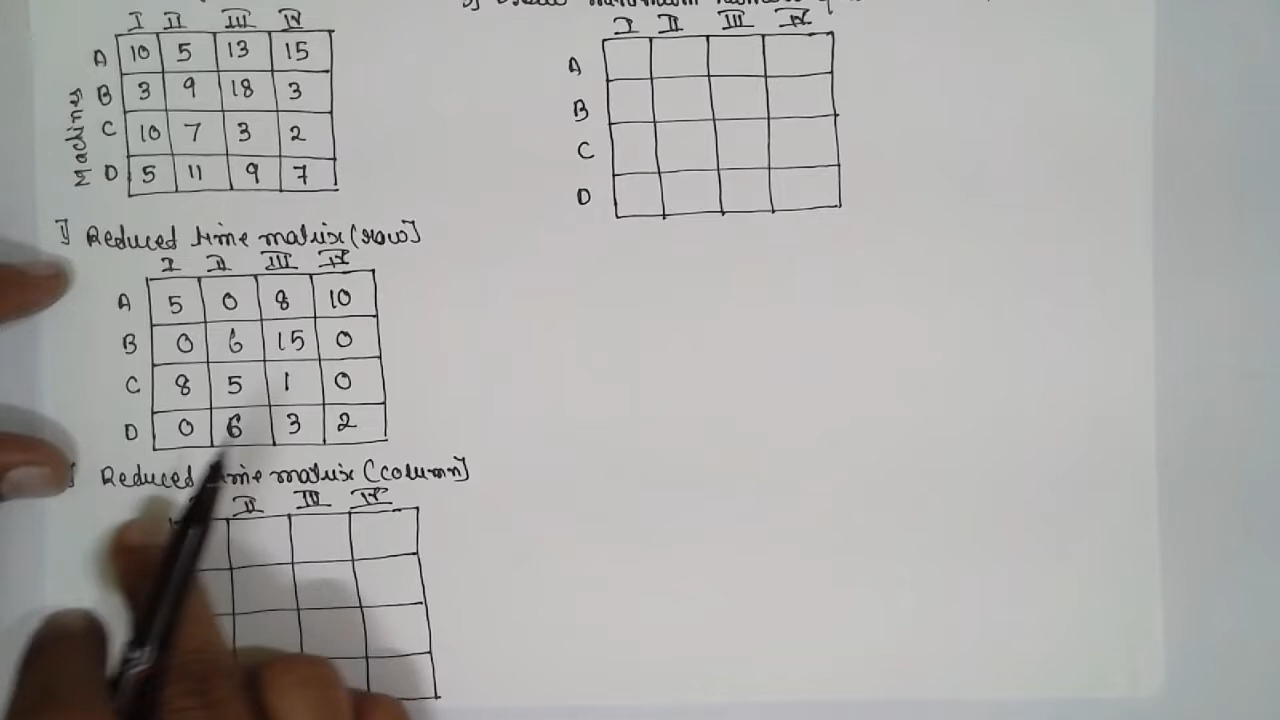 I II III IV
A 10 5 13 15
B 3 9 18 3
C 10 7 3 2
D 5 11 9 7
Machines
I II III IV
A
B
C
D
1] Reduced time matrix (row]
I II III IV
A 5 0 8 10
B 0 6 15 0
C 8 5 1 0
D 0 6 3 2
Reduced time matrix (column]
II III IV